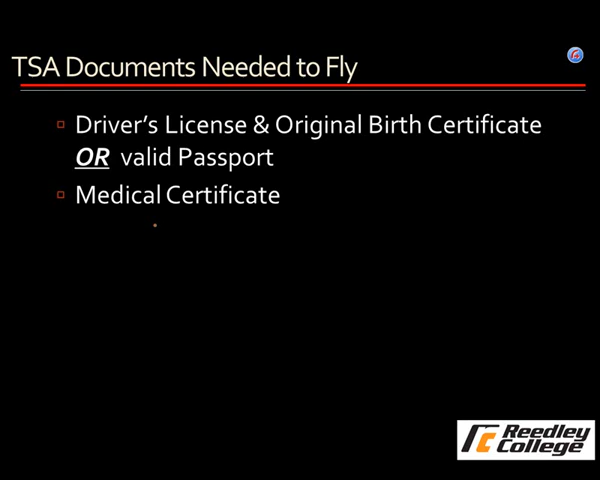 TSA Documents Needed to Fly
Driver's License & Original Birth Certificate
OR valid Passport
Medical Certificate
Reedley
College